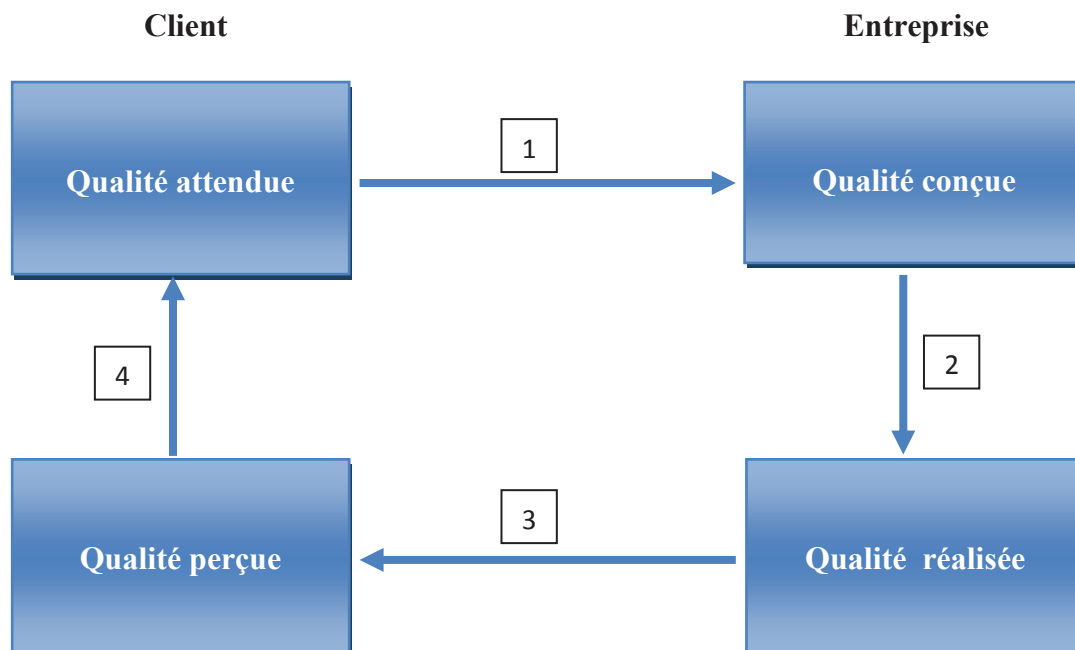 Client
Entreprise
Qualité attendue
1
Qualité conçue
4
2
Qualité perçue
3
Qualité réalisée